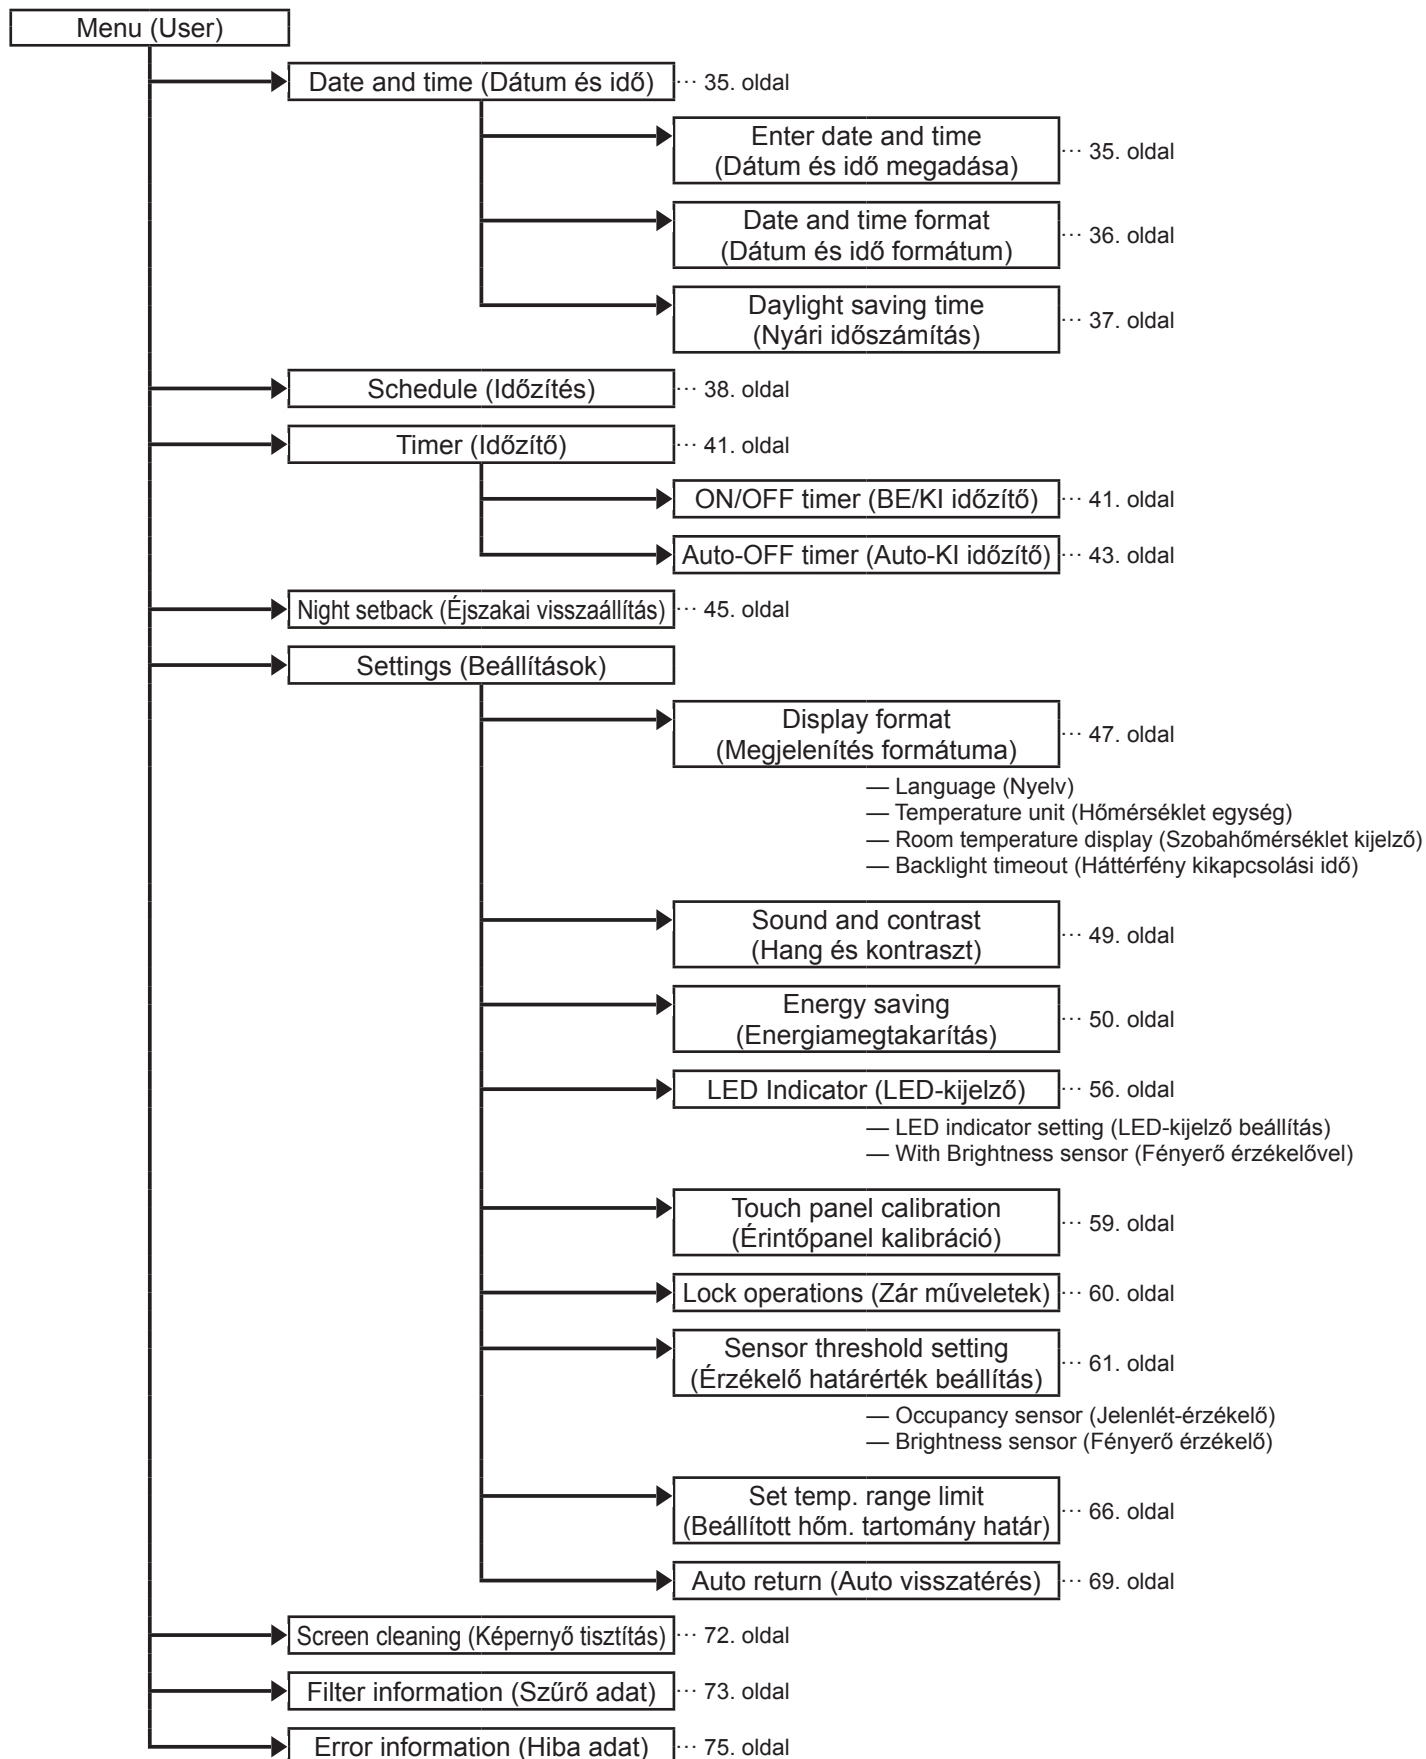 Menu (User)
Date and time (Dátum és idő) ··· 35. oldal
Enter date and time
(Dátum és idő megadása) ··· 35. oldal
Date and time format
(Dátum és idő formátum) ··· 36. oldal
Daylight saving time
(Nyári időszámítás) ··· 37. oldal
Schedule (Időzítés) ··· 38. oldal
Timer (Időzítő) ··· 41. oldal
ON/OFF timer (BE/KI időzítő) ··· 41. oldal
Auto-OFF timer (Auto-KI időzítő) ··· 43. oldal
Night setback (Éjszakai visszaállítás) ··· 45. oldal
Settings (Beállítások)
Display format
(Megjelenítés formátuma) ··· 47. oldal
— Language (Nyelv)
— Temperature unit (Hőmérséklet egység)
— Room temperature display (Szobahőmérséklet kijelző)
— Backlight timeout (Háttérfény kikapcsolási idő)
Sound and contrast
(Hang és kontraszt) ··· 49. oldal
Energy saving
(Energiamegtakarítás) ··· 50. oldal
LED Indicator (LED-kijelző) ··· 56. oldal
— LED indicator setting (LED-kijelző beállítás)
— With Brightness sensor (Fényerő érzékelővel)
Touch panel calibration
(Érintőpanel kalibráció) ··· 59. oldal
Lock operations (Zár műveletek) ··· 60. oldal
Sensor threshold setting
(Érzékelő határérték beállítás) ··· 61. oldal
— Occupancy sensor (Jelenlét-érzékelő)
— Brightness sensor (Fényerő érzékelő)
Set temp. range limit
(Beállított hőm. tartomány határ) ··· 66. oldal
Auto return (Auto visszatérés) ··· 69. oldal
Screen cleaning (Képernyő tisztítás) ··· 72. oldal
Filter information (Szűrő adat) ··· 73. oldal
Error information (Hiba adat) ··· 75. oldal